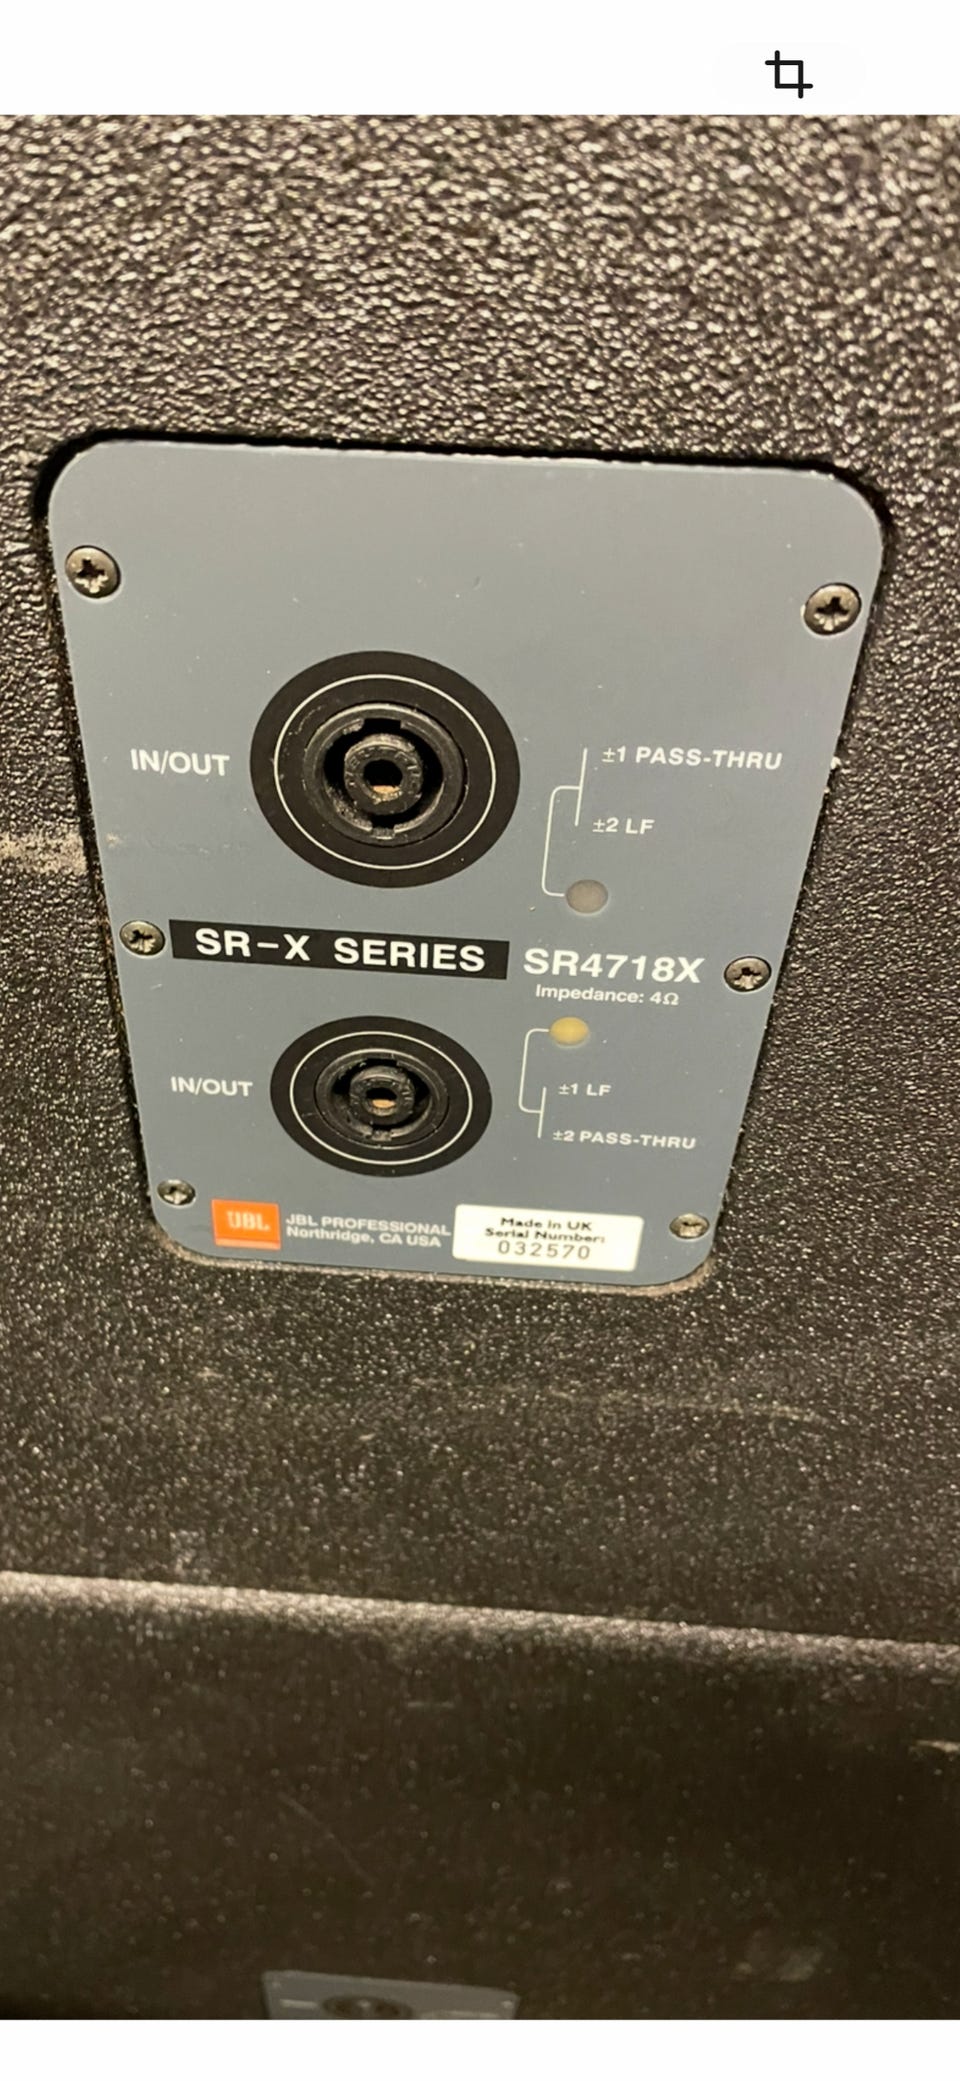 IN/OUT
±1 PASS-THRU
±2 LF
SR-X SERIES
SR4718X
Impedance: 4Ω
IN/OUT
±1 LF
±2 PASS-THRU
JBL
JBL PROFESSIONAL
Northridge, CA USA
Made in UK
Serial Number:
032570